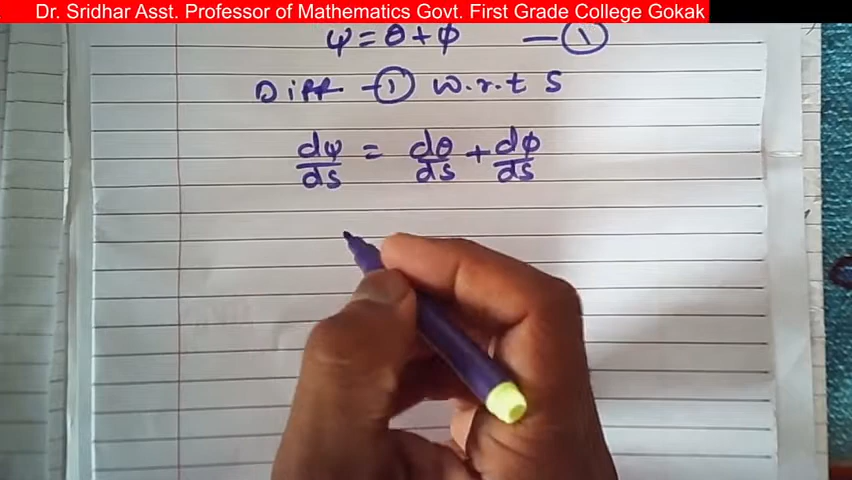 Dr. Sridhar Asst. Professor of Mathematics Govt. First Grade College Gokak
ψ = θ + φ — ①
Diff – ① w.r.t s
dψ/ds = dθ/ds + dφ/ds